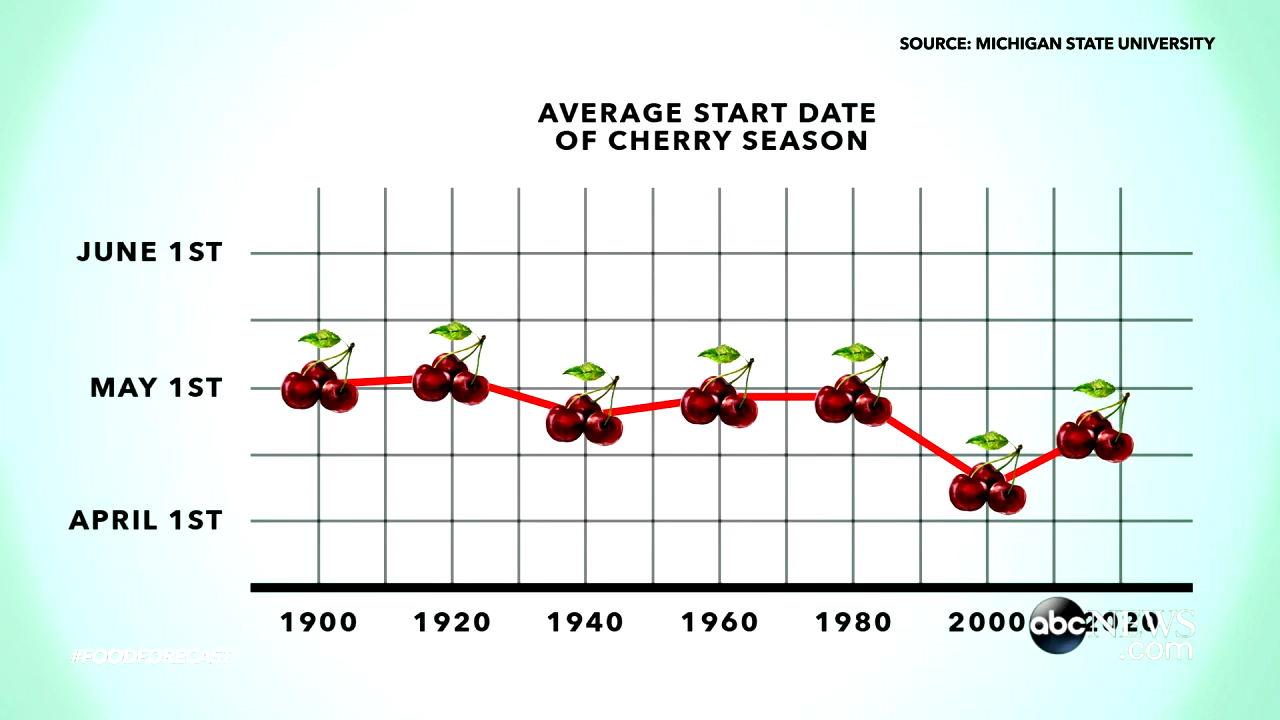 SOURCE: MICHIGAN STATE UNIVERSITY
AVERAGE START DATE
OF CHERRY SEASON
JUNE 1ST
MAY 1ST
APRIL 1ST
1900 1920 1940 1960 1980 2000 2020
abc NEWS
.com
#FOODFORECAST